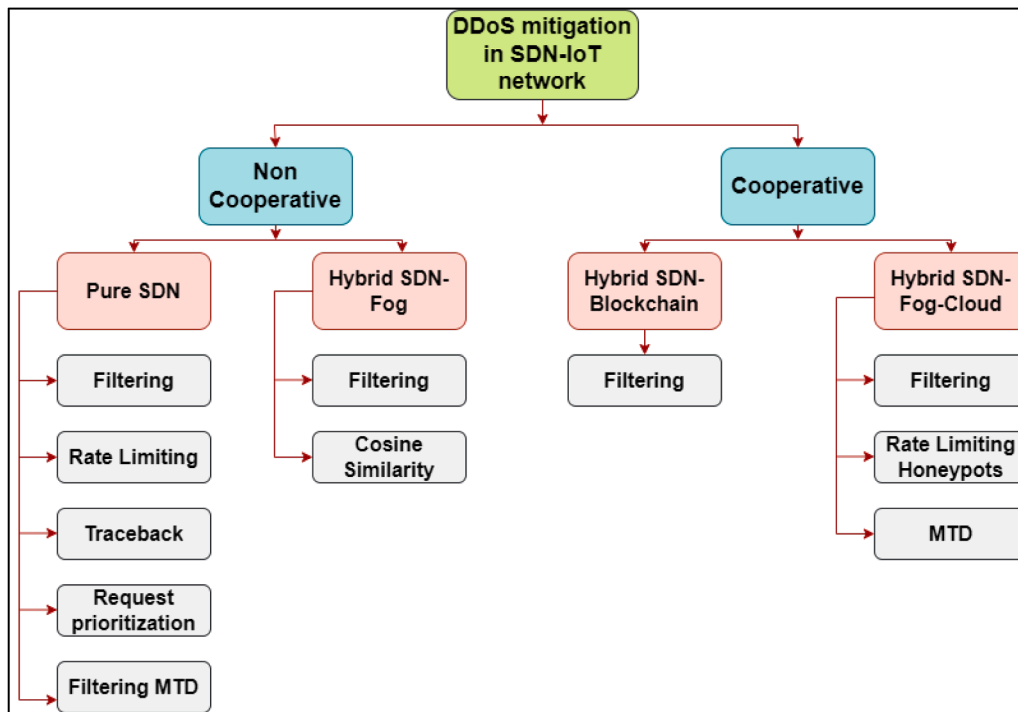 DDoS mitigation
in SDN-IoT
network
Non
Cooperative
Cooperative
Pure SDN
Hybrid SDN-
Fog
Hybrid SDN-
Blockchain
Hybrid SDN-
Fog-Cloud
Filtering
Filtering
Filtering
Filtering
Rate Limiting
Cosine
Similarity
Rate Limiting
Honeypots
Traceback
MTD
Request
prioritization
Filtering MTD